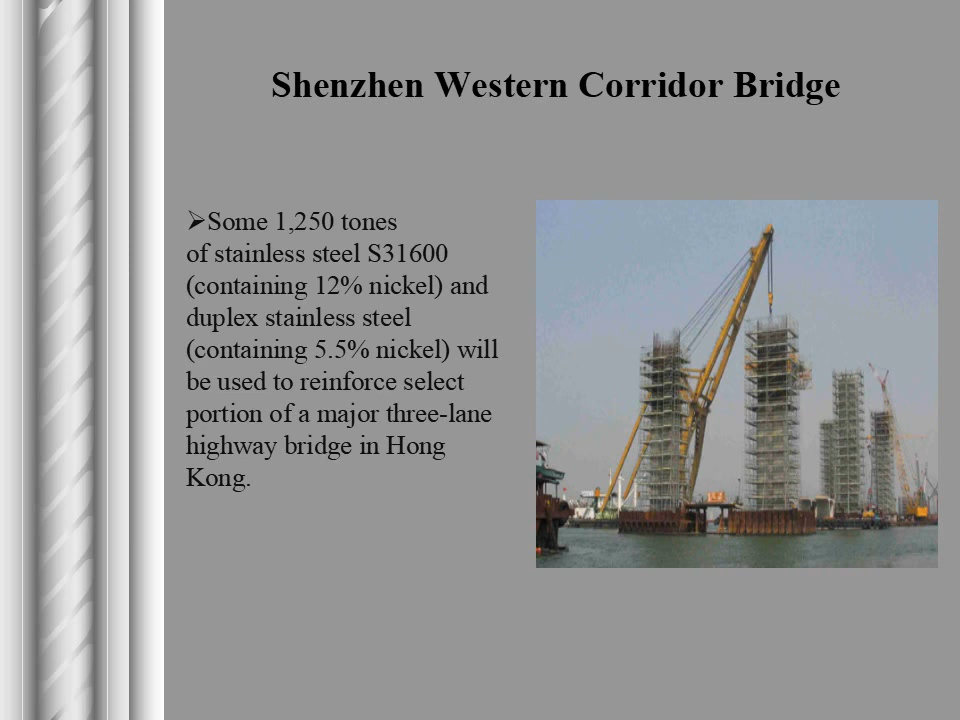 Shenzhen Western Corridor Bridge
➢Some 1,250 tones
of stainless steel S31600
(containing 12% nickel) and
duplex stainless steel
(containing 5.5% nickel) will
be used to reinforce select
portion of a major three-lane
highway bridge in Hong
Kong.